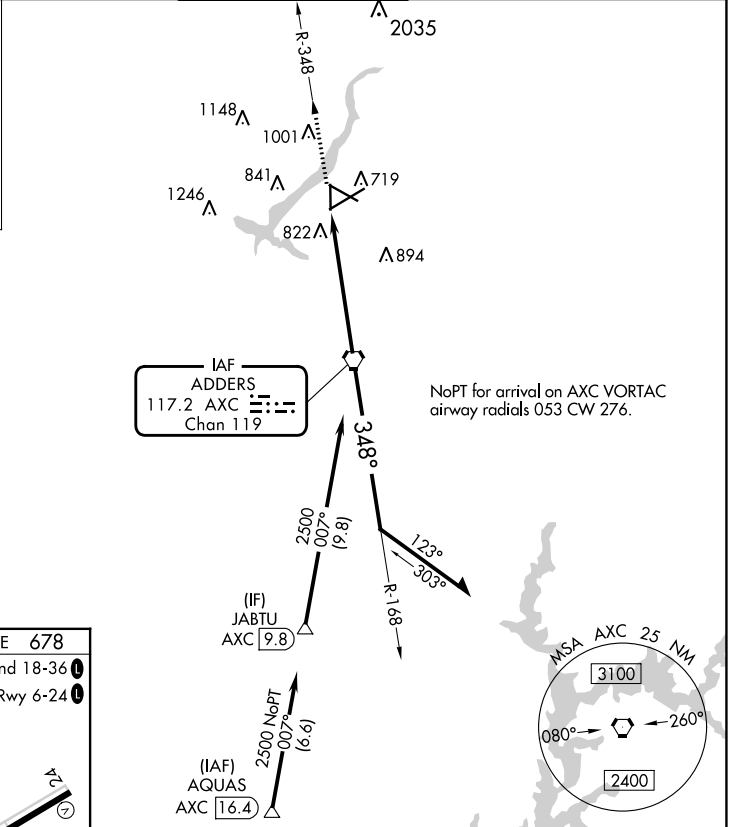 2035
R-348
1148
1001
841
719
1246
822
894
IAF
ADDERS
117.2 AXC
Chan 119
NoPT for arrival on AXC VORTAC
airway radials 053 CW 276.
348°
2500
007°
(9.8)
123°
303°
R-168
(IF)
JABTU
AXC 9.8
E 678
nd 18-36 L
Rwy 6-24 L
MSA AXC 25 NM
3100
080°
260°
2400
2500 NoPT
007°
(6.6)
(IAF)
AQUAS
AXC 16.4
24
V